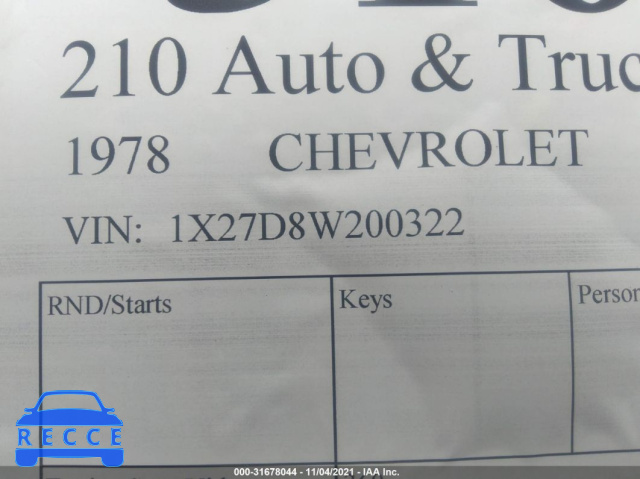 210 Auto & Truc
1978 CHEVROLET
VIN: 1X27D8W200322
RND/Starts Keys Person
RECCE
000-31678044 - 11/04/2021 - IAA Inc.